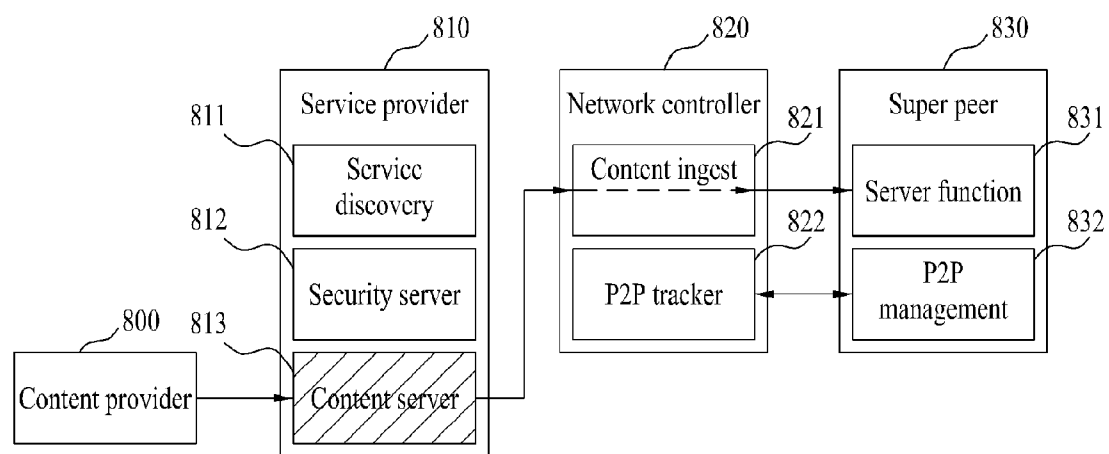 810
820
830
Service provider
Network controller
Super peer
811
821
831
Service
discovery
Content ingest
Server function
812
822
832
Security server
P2P tracker
P2P
management
800
813
Content provider
Content server